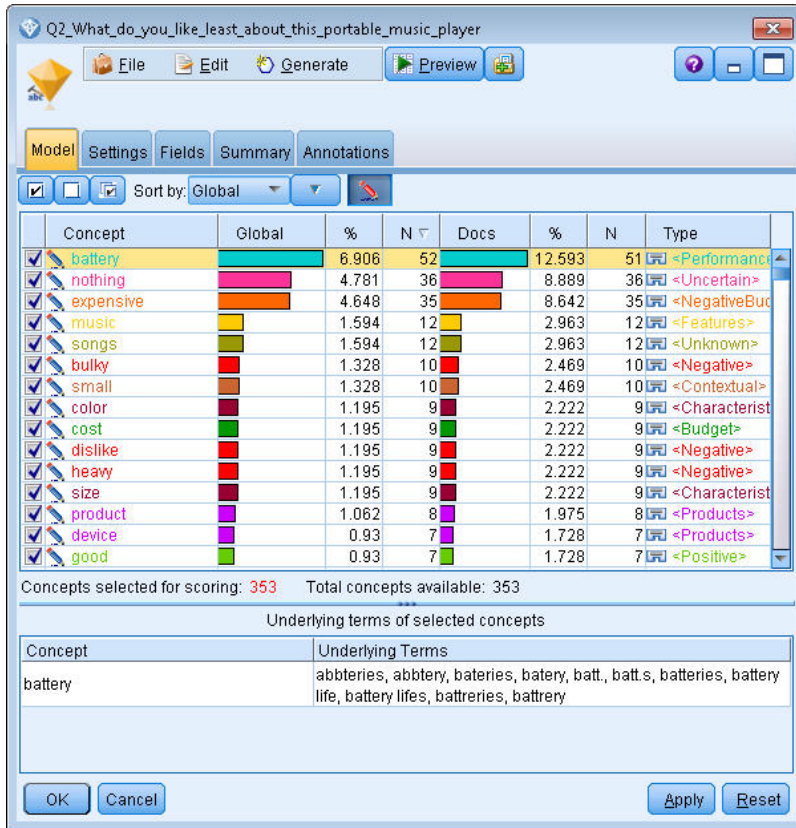 Q2_What_do_you_like_least_about_this_portable_music_player
File Edit Generate Preview
abc
Model Settings Fields Summary Annotations
Sort by: Global
Concept Global % N Docs % N Type
battery 6.906 52 12.593 51 <Performance
nothing 4.781 36 8.889 36 <Uncertain>
expensive 4.648 35 8.642 35 <NegativeBud
music 1.594 12 2.963 12 <Features>
songs 1.594 12 2.963 12 <Unknown>
bulky 1.328 10 2.469 10 <Negative>
small 1.328 10 2.469 10 <Contextual>
color 1.195 9 2.222 9 <Characterist
cost 1.195 9 2.222 9 <Budget>
dislike 1.195 9 2.222 9 <Negative>
heavy 1.195 9 2.222 9 <Negative>
size 1.195 9 2.222 9 <Characterist
product 1.062 8 1.975 8 <Products>
device 0.93 7 1.728 7 <Products>
good 0.93 7 1.728 7 <Positive>
Concepts selected for scoring: 353 Total concepts available: 353
Underlying terms of selected concepts
Concept Underlying Terms
battery abbteries, abbtery, bateries, batery, batt., batt.s, batteries, battery
life, battery lifes, battreries, battrery
OK Cancel Apply Reset